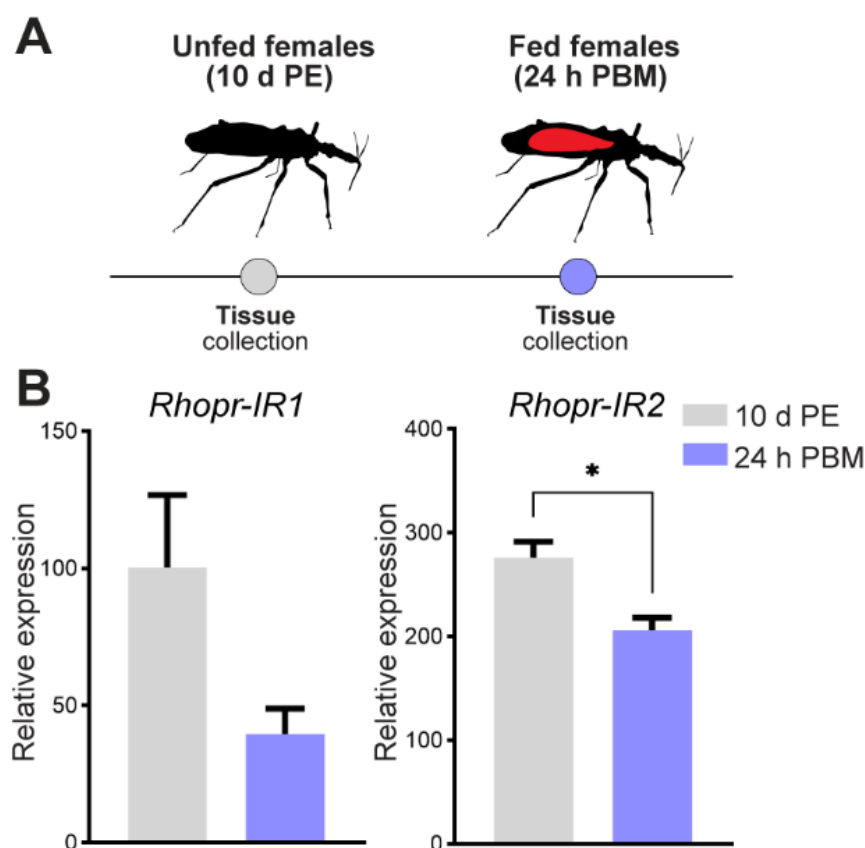 A
Unfed females
(10 d PE)
Fed females
(24 h PBM)
Tissue
collection
Tissue
collection
B
Rhopr-IR1
Relative expression
150
100
50
0
Rhopr-IR2
Relative expression
400
300
200
100
0
*
10 d PE
24 h PBM